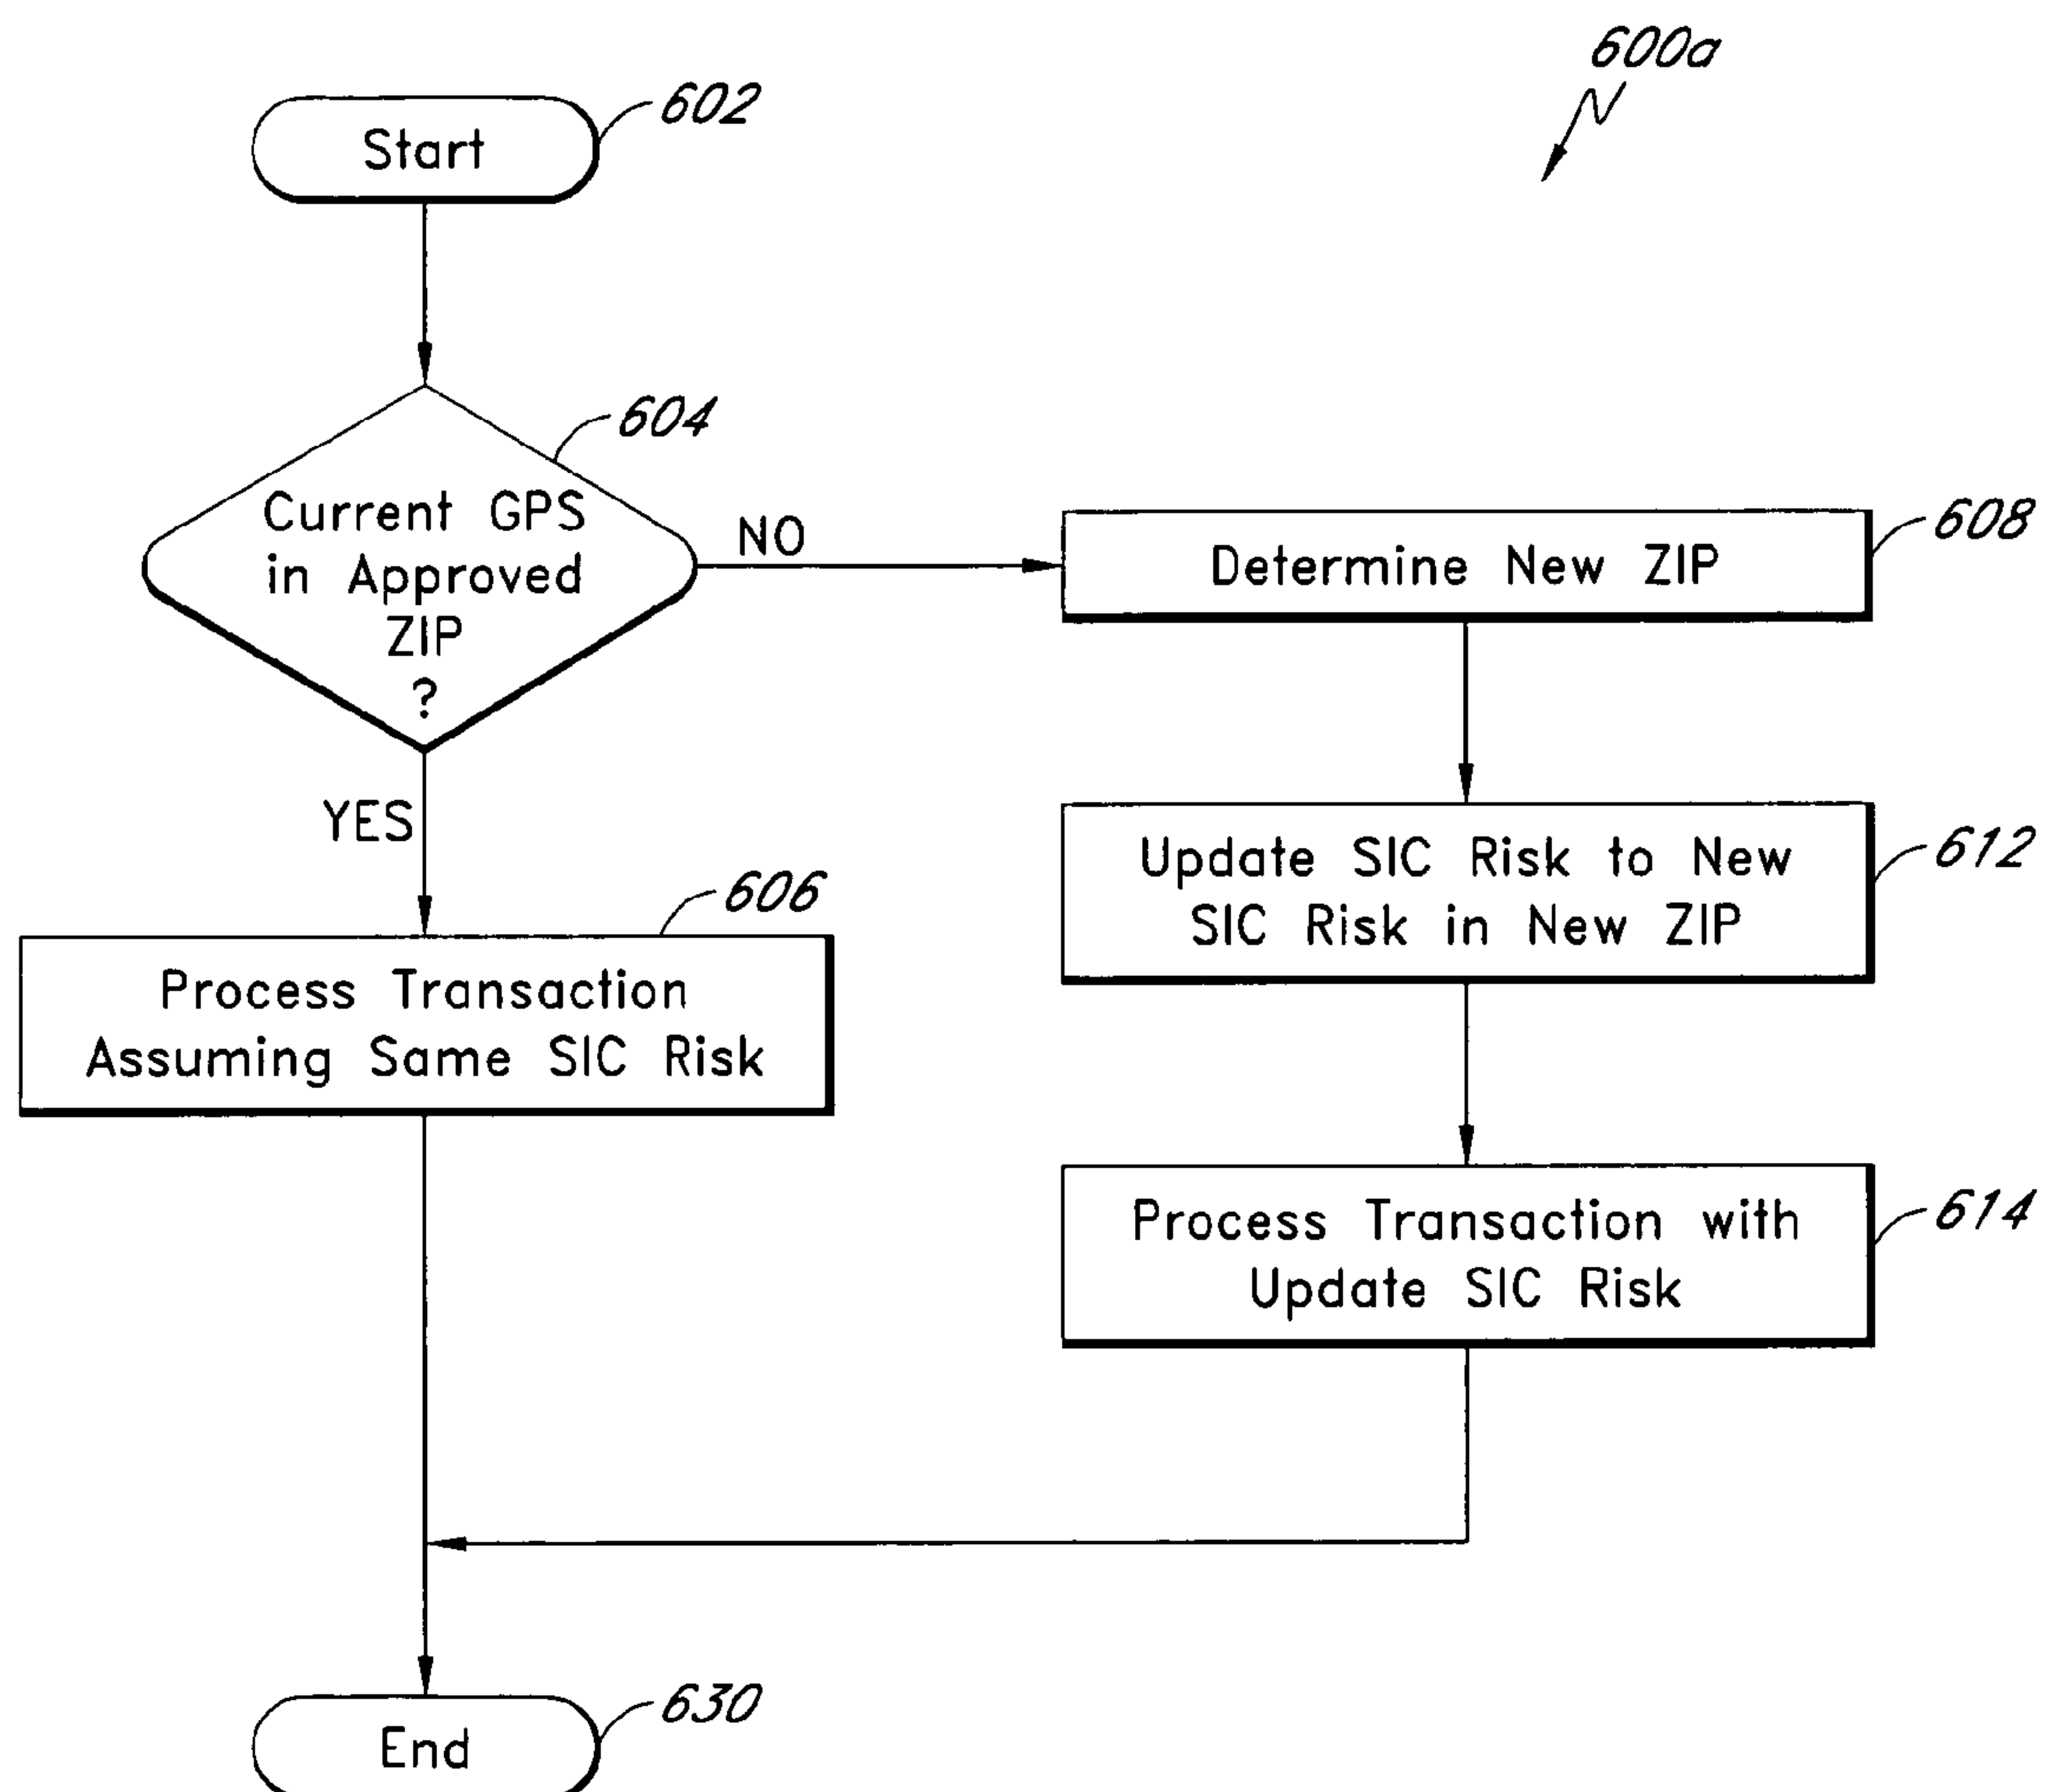 600a
Start
602
604
Current GPS
in Approved
ZIP
?
NO
YES
Determine New ZIP
608
Update SIC Risk to New
SIC Risk in New ZIP
612
606
Process Transaction
Assuming Same SIC Risk
Process Transaction with
Update SIC Risk
614
End
630